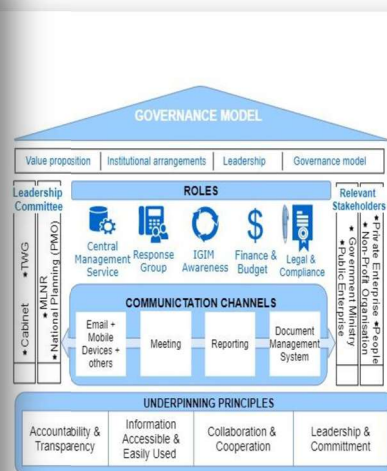 GOVERNANCE MODEL
Value proposition
Institutional arrangements
Leadership
Governance model
Leadership
Committee
• Cabinet • TWG
• MLNR
• National Planning (PMO)
ROLES
Central
Management
Service
Response
Group
IGIM
Awareness
Finance &
Budget
Legal &
Compliance
COMMUNICTATION CHANNELS
Email +
Mobile
Devices +
others
Meeting
Reporting
Document
Management
System
Relevant
Stakeholders
• Public Enterprise
• Government Ministry
• Non-Profit Organisation
• Private Enterprise • People
UNDERPINNING PRINCIPLES
Accountability &
Transparency
Information
Accessible &
Easily Used
Collaboration &
Cooperation
Leadership &
Committment